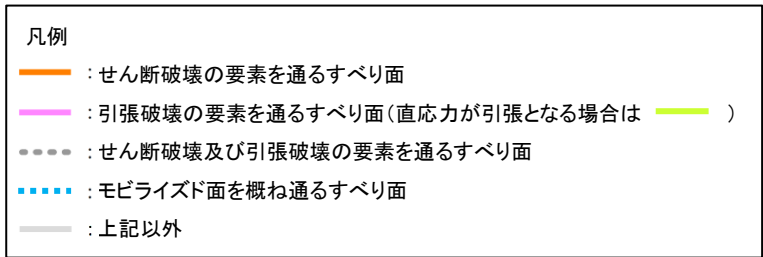 凡例
：せん断破壊の要素を通るすべり面
：引張破壊の要素を通るすべり面（直応力が引張となる場合は　　　）
：せん断破壊及び引張破壊の要素を通るすべり面
：モビライズド面を概ね通るすべり面
：上記以外